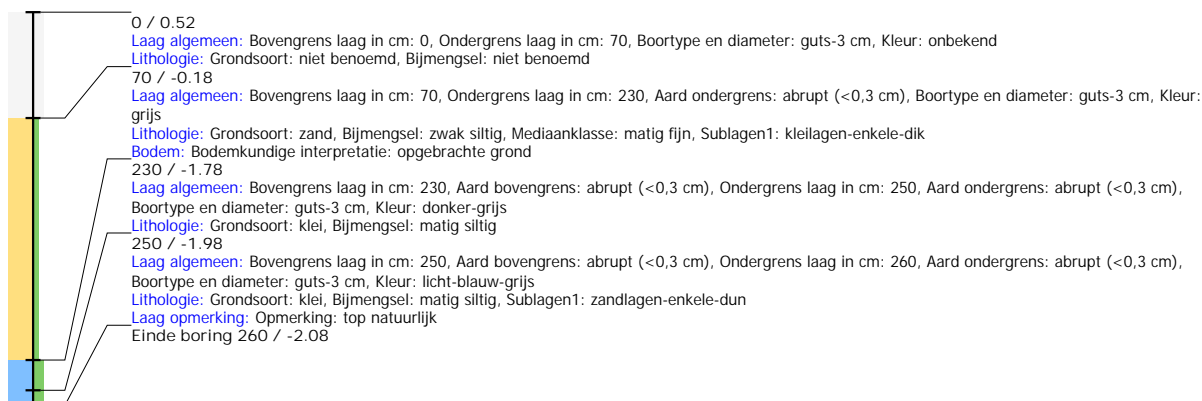 0 / 0.52
Laag algemeen: Bovengrens laag in cm: 0, Ondergrens laag in cm: 70, Boortype en diameter: guts-3 cm, Kleur: onbekend
Lithologie: Grondsoort: niet benoemd, Bijmengsel: niet benoemd
70 / -0.18
Laag algemeen: Bovengrens laag in cm: 70, Ondergrens laag in cm: 230, Aard ondergrens: abrupt (<0,3 cm), Boortype en diameter: guts-3 cm, Kleur:
grijs
Lithologie: Grondsoort: zand, Bijmengsel: zwak siltig, Mediaanklasse: matig fijn, Sublagen1: kleilagen-enkele-dik
Bodem: Bodemkundige interpretatie: opgebrachte grond
230 / -1.78
Laag algemeen: Bovengrens laag in cm: 230, Aard bovengrens: abrupt (<0,3 cm), Ondergrens laag in cm: 250, Aard ondergrens: abrupt (<0,3 cm),
Boortype en diameter: guts-3 cm, Kleur: donker-grijs
Lithologie: Grondsoort: klei, Bijmengsel: matig siltig
250 / -1.98
Laag algemeen: Bovengrens laag in cm: 250, Aard bovengrens: abrupt (<0,3 cm), Ondergrens laag in cm: 260, Aard ondergrens: abrupt (<0,3 cm),
Boortype en diameter: guts-3 cm, Kleur: licht-blauw-grijs
Lithologie: Grondsoort: klei, Bijmengsel: matig siltig, Sublagen1: zandlagen-enkele-dun
Laag opmerking: Opmerking: top natuurlijk
Einde boring 260 / -2.08